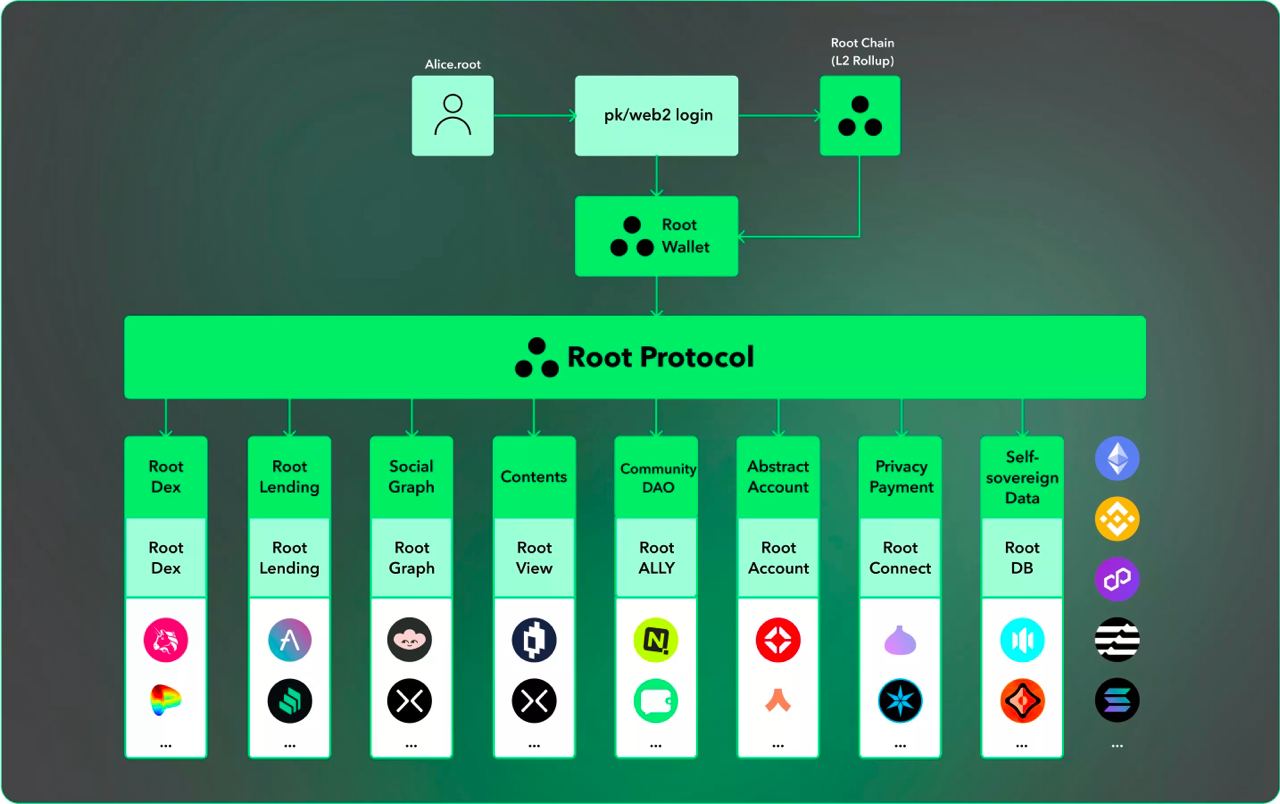 Alice.root
Root Chain
(L2 Rollup)
pk/web2 login
Root
Wallet
Root Protocol
Root
Dex
Root
Lending
Social
Graph
Contents
Community
DAO
Abstract
Account
Privacy
Payment
Self-
sovereign
Data
Root
Dex
Root
Lending
Root
Graph
Root
View
Root
ALLY
Root
Account
Root
Connect
Root
DB
N!
...
...
...
...
...
...
...
...
...